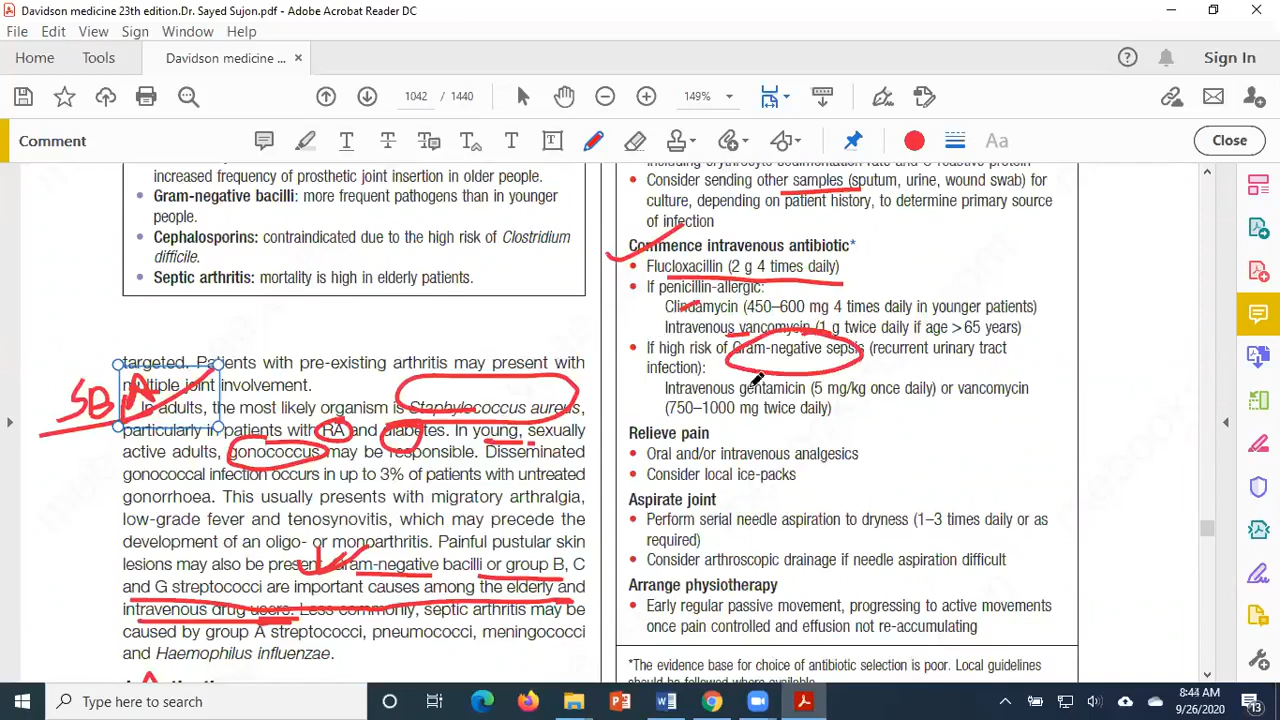 Davidson medicine 23th edition.Dr. Sayed Sujon.pdf - Adobe Acrobat Reader DC
File Edit View Sign Window Help
Home Tools Davidson medicine ... × Sign In
1042 / 1440 149%
Comment Close
increased frequency of prosthetic joint insertion in older people.
• Gram-negative bacilli: more frequent pathogens than in younger
people.
• Cephalosporins: contraindicated due to the high risk of Clostridium
difficile.
• Septic arthritis: mortality is high in elderly patients.
targeted. Patients with pre-existing arthritis may present with
multiple joint involvement.
In adults, the most likely organism is Staphylococcus aureus,
particularly in patients with RA and diabetes. In young, sexually
active adults, gonococcus may be responsible. Disseminated
gonococcal infection occurs in up to 3% of patients with untreated
gonorrhoea. This usually presents with migratory arthralgia,
low-grade fever and tenosynovitis, which may precede the
development of an oligo- or monoarthritis. Painful pustular skin
lesions may also be present. Gram-negative bacilli or group B, C
and G streptococci are important causes among the elderly and
intravenous drug users. Less commonly, septic arthritis may be
caused by group A streptococci, pneumococci, meningococci
and Haemophilus influenzae.
SBA
including erythrocyte sedimentation rate and C-reactive protein
• Consider sending other samples (sputum, urine, wound swab) for
culture, depending on patient history, to determine primary source
of infection
Commence intravenous antibiotic*
• Flucloxacillin (2 g 4 times daily)
• If penicillin-allergic:
Clindamycin (450–600 mg 4 times daily in younger patients)
Intravenous vancomycin (1 g twice daily if age >65 years)
• If high risk of Gram-negative sepsis (recurrent urinary tract
infection):
Intravenous gentamicin (5 mg/kg once daily) or vancomycin
(750–1000 mg twice daily)
Relieve pain
• Oral and/or intravenous analgesics
• Consider local ice-packs
Aspirate joint
• Perform serial needle aspiration to dryness (1–3 times daily or as
required)
• Consider arthroscopic drainage if needle aspiration difficult
Arrange physiotherapy
• Early regular passive movement, progressing to active movements
once pain controlled and effusion not re-accumulating
*The evidence base for choice of antibiotic selection is poor. Local guidelines
should be followed where available.
Type here to search
8:44 AM
9/26/2020
13